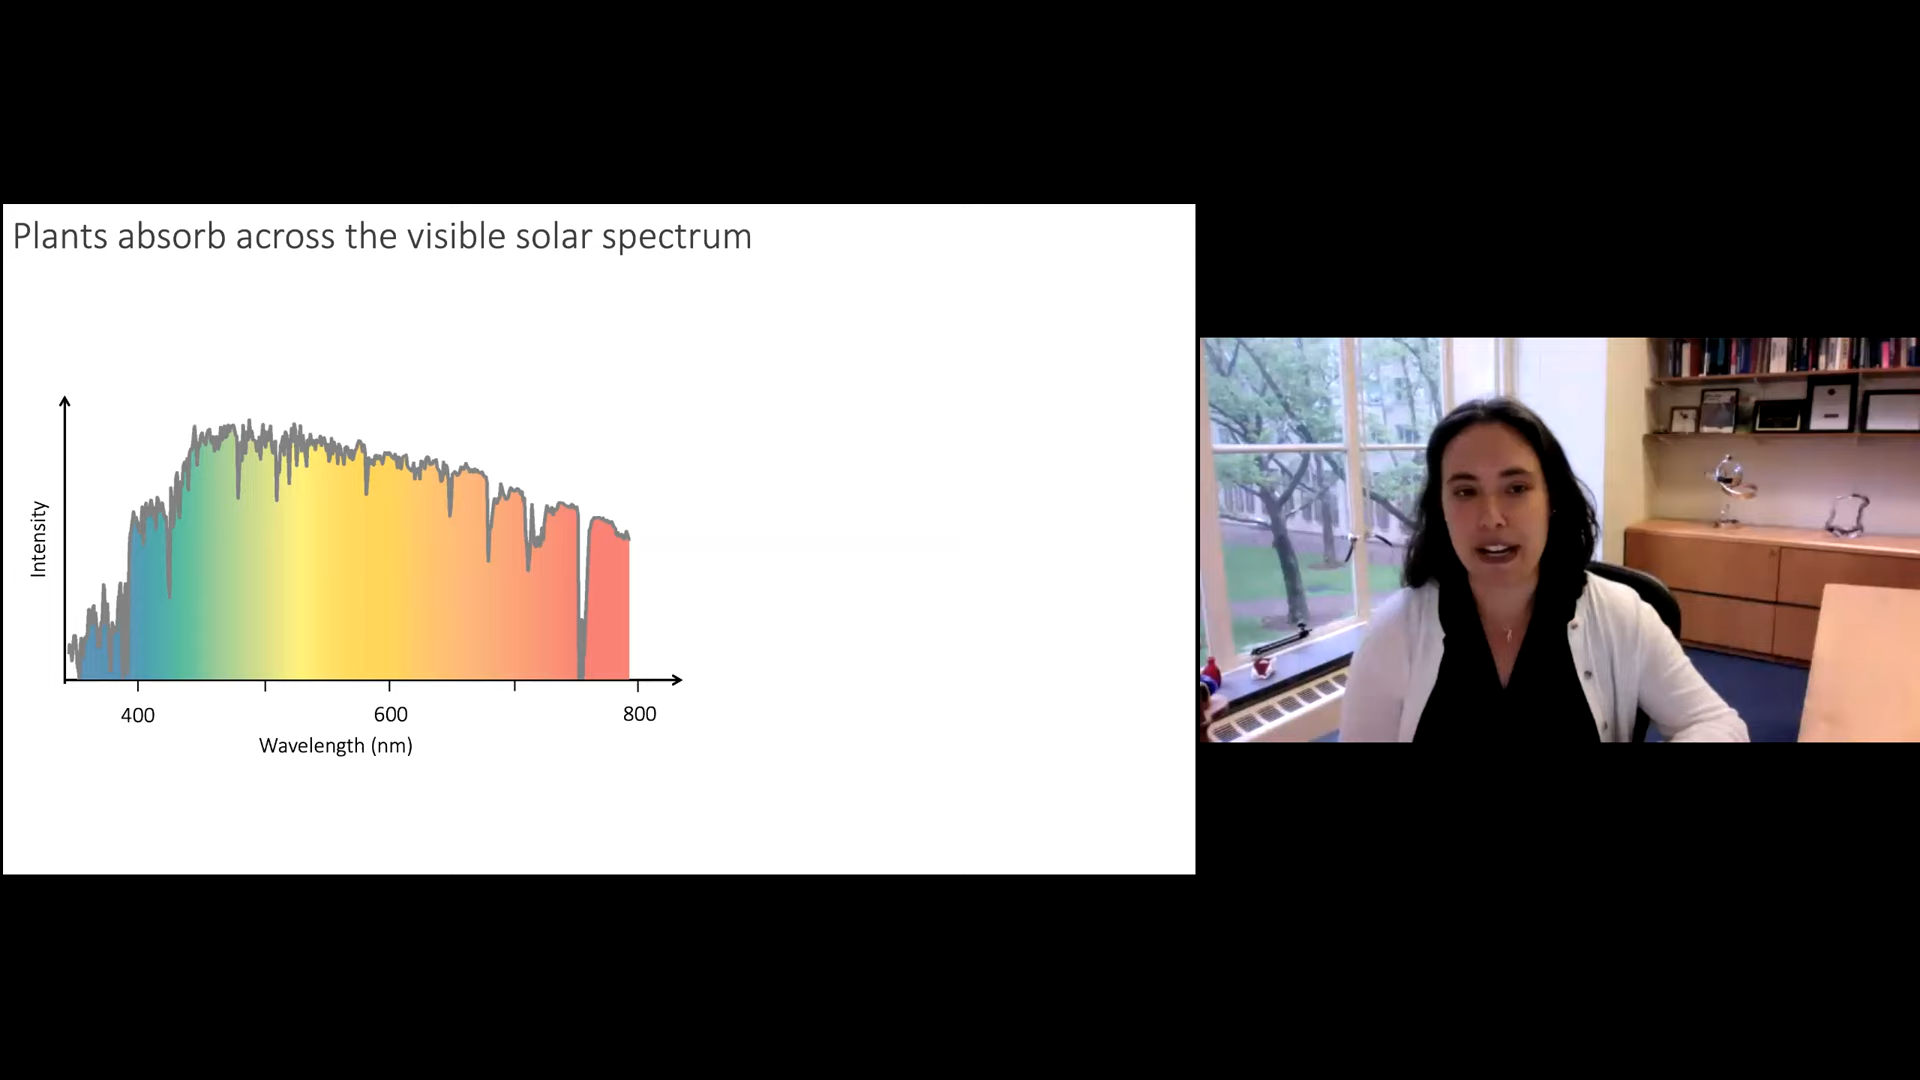 Plants absorb across the visible solar spectrum
Intensity
400
600
800
Wavelength (nm)